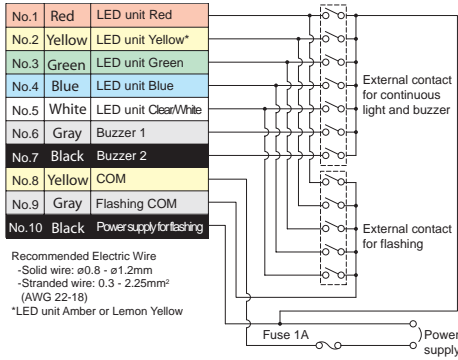 No.1 Red LED unit Red
No.2 Yellow LED unit Yellow*
No.3 Green LED unit Green
No.4 Blue LED unit Blue
No.5 White LED unit Clear/White
No.6 Gray Buzzer 1
No.7 Black Buzzer 2
No.8 Yellow COM
No.9 Gray Flashing COM
No.10 Black Power supply for flashing
External contact
for continuous
light and buzzer
External contact
for flashing
Recommended Electric Wire
-Solid wire: ø0.8 - ø1.2mm
-Stranded wire: 0.3 - 2.25mm²
(AWG 22-18)
*LED unit Amber or Lemon Yellow
Fuse 1A
Power
supply